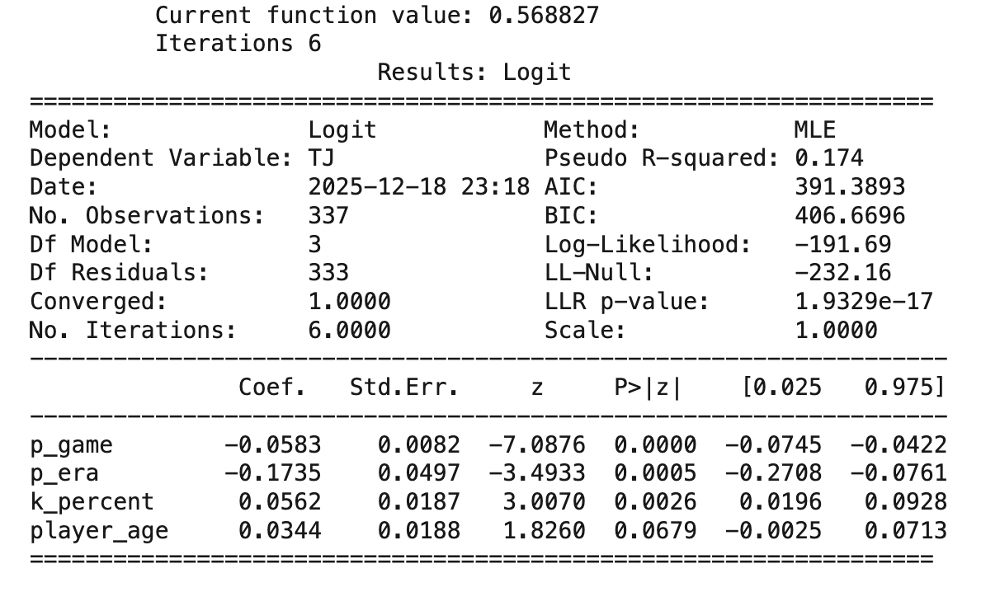 Current function value: 0.568827
Iterations 6
Results: Logit
=================================================================
Model: Logit Method: MLE
Dependent Variable: TJ Pseudo R-squared: 0.174
Date: 2025-12-18 23:18 AIC: 391.3893
No. Observations: 337 BIC: 406.6696
Df Model: 3 Log-Likelihood: -191.69
Df Residuals: 333 LL-Null: -232.16
Converged: 1.0000 LLR p-value: 1.9329e-17
No. Iterations: 6.0000 Scale: 1.0000
------------------------------------------------------------------
Coef. Std.Err. z P>|z| [0.025 0.975]
------------------------------------------------------------------
p_game -0.0583 0.0082 -7.0876 0.0000 -0.0745 -0.0422
p_era -0.1735 0.0497 -3.4933 0.0005 -0.2708 -0.0761
k_percent 0.0562 0.0187 3.0070 0.0026 0.0196 0.0928
player_age 0.0344 0.0188 1.8260 0.0679 -0.0025 0.0713
=================================================================